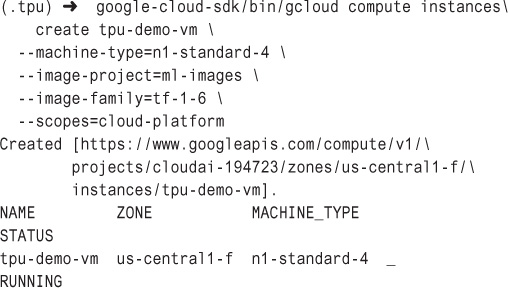 (.tpu) ➜  google-cloud-sdk/bin/gcloud compute instances\
    create tpu-demo-vm \
  --machine-type=n1-standard-4 \
  --image-project=ml-images \
  --image-family=tf-1-6 \
  --scopes=cloud-platform
Created [https://www.googleapis.com/compute/v1/\
        projects/cloudai-194723/zones/us-central1-f/\
        instances/tpu-demo-vm].
NAME         ZONE           MACHINE_TYPE
STATUS
tpu-demo-vm  us-central1-f  n1-standard-4  _
RUNNING